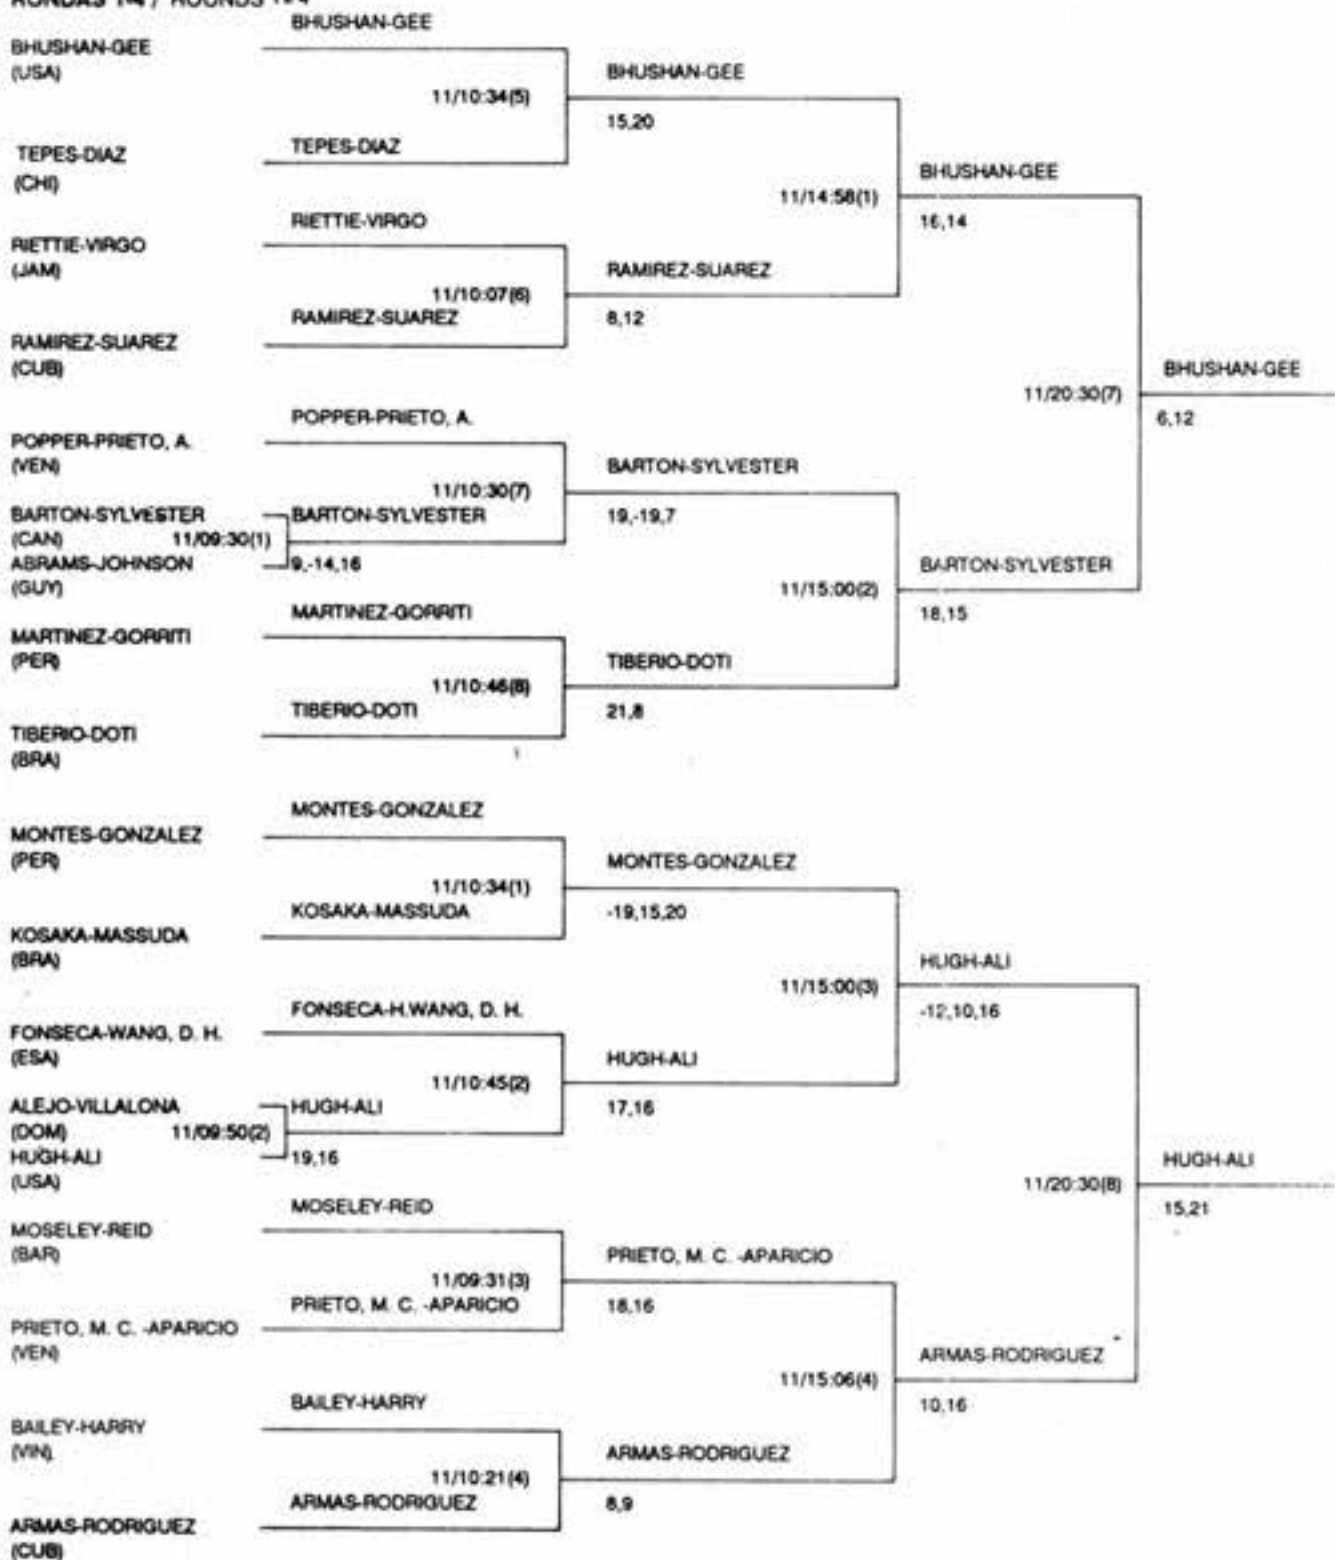 RONDAS 1-4 / ROUNDS 1-4
BHUSHAN-GEE
BHUSHAN-GEE
(USA)
BHUSHAN-GEE
11/10:34(5)
15,20
TEPES-DIAZ
TEPES-DIAZ
(CHI)
BHUSHAN-GEE
11/14:58(1)
16,14
RIETTIE-VIRGO
RIETTIE-VIRGO
(JAM)
RAMIREZ-SUAREZ
11/10:07(6)
8,12
RAMIREZ-SUAREZ
RAMIREZ-SUAREZ
(CUB)
BHUSHAN-GEE
11/20:30(7)
6,12
POPPER-PRIETO, A.
POPPER-PRIETO, A.
(VEN)
BARTON-SYLVESTER
11/10:30(7)
19,-19,7
BARTON-SYLVESTER
BARTON-SYLVESTER
(CAN) 11/09:30(1)
ABRAMS-JOHNSON
9,-14,16
(GUY)
BARTON-SYLVESTER
11/15:00(2)
18,15
MARTINEZ-GORRITI
MARTINEZ-GORRITI
(PER)
TIBERIO-DOTI
11/10:46(8)
21,8
TIBERIO-DOTI
TIBERIO-DOTI
(BRA)
MONTES-GONZALEZ
MONTES-GONZALEZ
(PER)
MONTES-GONZALEZ
11/10:34(1)
-19,15,20
KOSAKA-MASSUDA
KOSAKA-MASSUDA
(BRA)
HUGH-ALI
11/15:00(3)
-12,10,16
FONSECA-H.WANG, D. H.
FONSECA-WANG, D. H.
(ESA)
HUGH-ALI
11/10:45(2)
17,16
ALEJO-VILLALONA
HUGH-ALI
(DOM) 11/09:50(2)
HUGH-ALI
19,16
(USA)
HUGH-ALI
11/20:30(8)
15,21
MOSELEY-REID
MOSELEY-REID
(BAR)
PRIETO, M. C. -APARICIO
11/09:31(3)
18,16
PRIETO, M. C. -APARICIO
PRIETO, M. C. -APARICIO
(VEN)
ARMAS-RODRIGUEZ
11/15:06(4)
10,16
BAILEY-HARRY
BAILEY-HARRY
(VIN)
ARMAS-RODRIGUEZ
11/10:21(4)
8,9
ARMAS-RODRIGUEZ
ARMAS-RODRIGUEZ
(CUB)